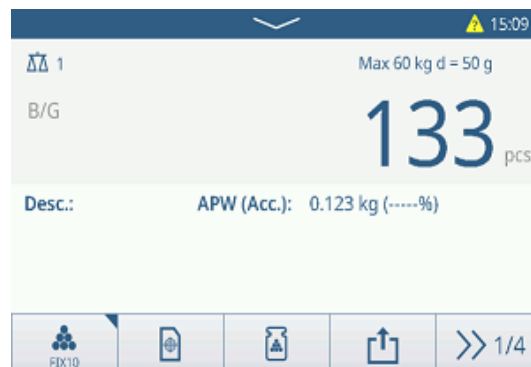 15:09
1 Max 60 kg d = 50 g
B/G
133 pcs
Desc.: APW (Acc.): 0.123 kg (-----%)
FIX10
1/4